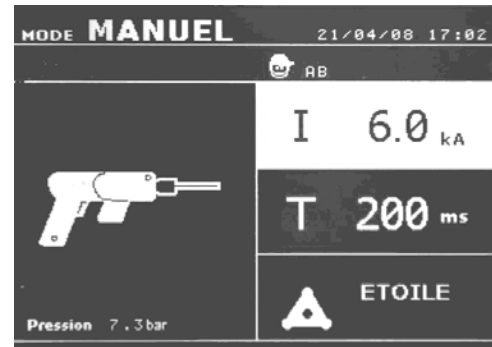 MODE MANUEL 21/04/08 17:02
AB
I 6.0 kA
T 200 ms
ETOILE
Pression 7.3bar